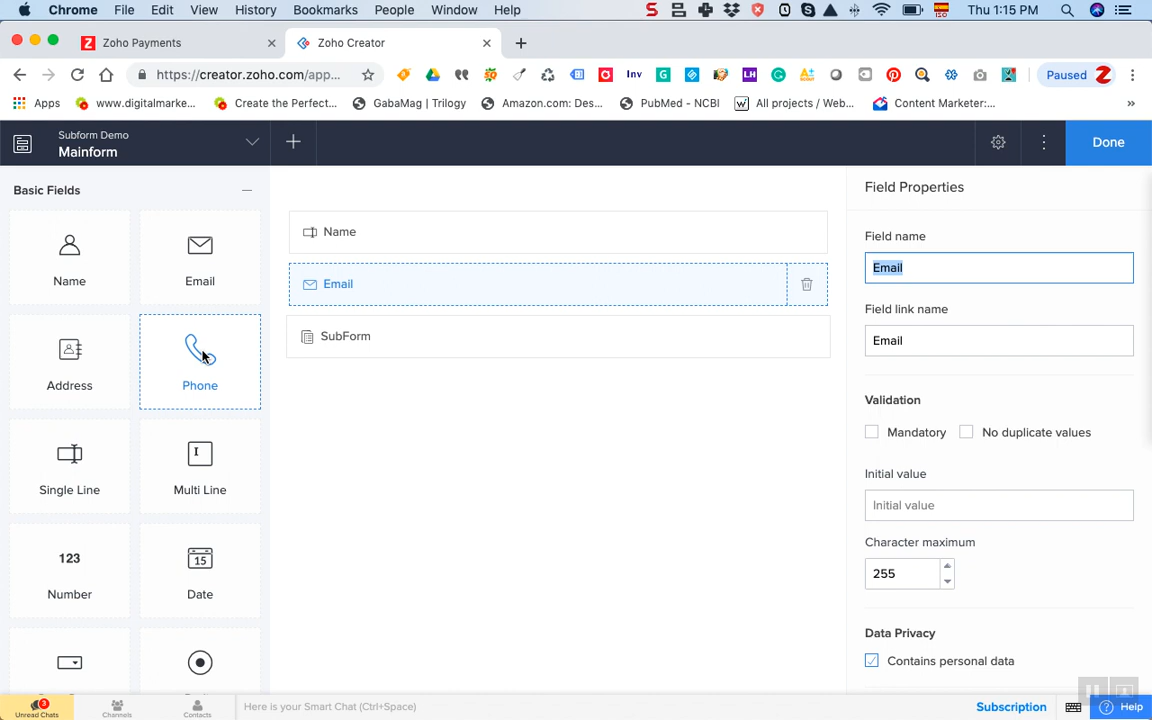 Chrome File Edit View History Bookmarks People Window Help
Thu 1:15 PM
Zoho Payments
Zoho Creator
https://creator.zoho.com/app...
Inv
LH
Paused
Apps
www.digitalmarke...
Create the Perfect...
GabaMag | Trilogy
Amazon.com: Des...
PubMed - NCBI
All projects / Web...
Content Marketer:...
»
Subform Demo
Mainform
Done
Basic Fields
Name
Email
Address
Phone
Single Line
Multi Line
123
Number
15
Date
Name
Email
SubForm
Field Properties
Field name
Email
Field link name
Email
Validation
Mandatory
No duplicate values
Initial value
Initial value
Character maximum
255
Data Privacy
Contains personal data
3
Unread Chats
Channels
Contacts
Here is your Smart Chat (Ctrl+Space)
Subscription
Help